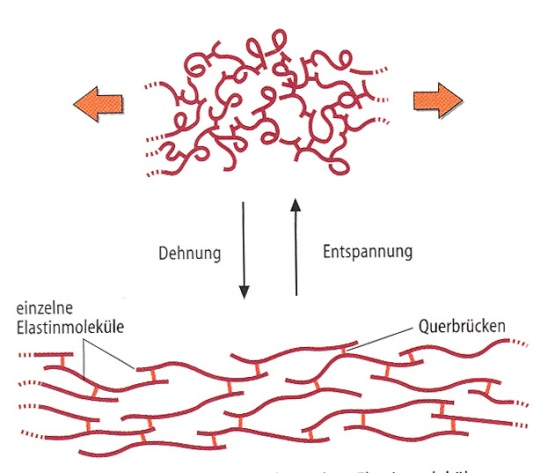 Dehnung
Entspannung
einzelne
Elastinmoleküle
Querbrücken